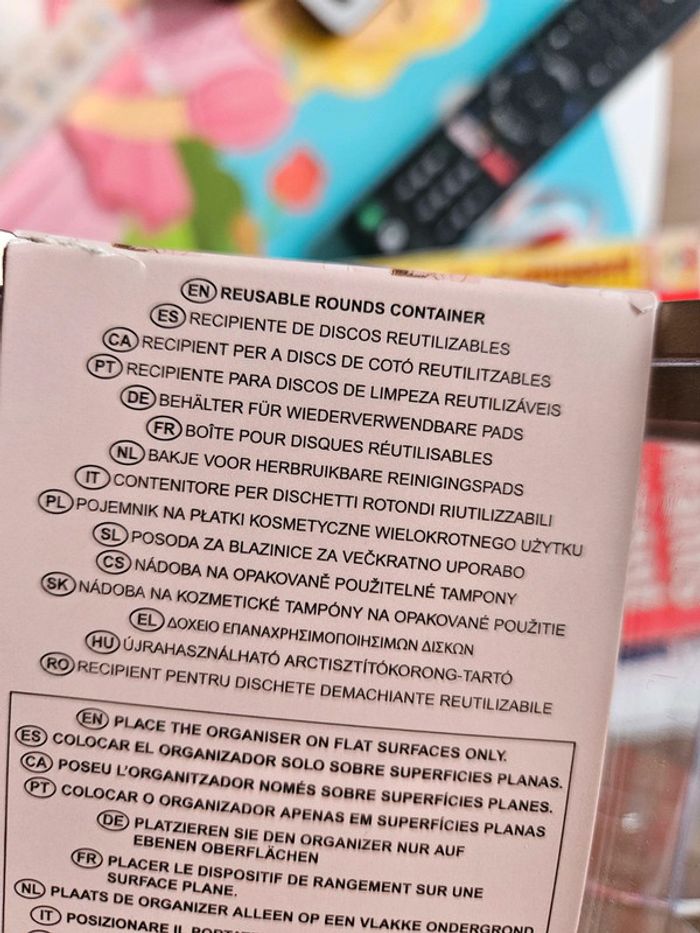 EN REUSABLE ROUNDS CONTAINER
ES RECIPIENTE DE DISCOS REUTILIZABLES
CA RECIPIENT PER A DISCS DE COTÓ REUTILITZABLES
PT RECIPIENTE PARA DISCOS DE LIMPEZA REUTILIZÁVEIS
DE BEHÄLTER FÜR WIEDERVERWENDBARE PADS
FR BOÎTE POUR DISQUES RÉUTILISABLES
NL BAKJE VOOR HERBRUIKBARE REINIGINGSPADS
IT CONTENITORE PER DISCHETTI ROTONDI RIUTILIZZABILI
PL POJEMNIK NA PŁATKI KOSMETYCZNE WIELOKROTNEGO UŻYTKU
SL POSODA ZA BLAZINICE ZA VEČKRATNO UPORABO
CS NÁDOBA NA OPAKOVANĚ POUŽITELNÉ TAMPONY
SK NÁDOBA NA KOZMETICKÉ TAMPÓNY NA OPAKOVANÉ POUŽITIE
EL ΔΟΧΕΙΟ ΕΠΑΝΑΧΡΗΣΙΜΟΠΟΙΗΣΙΜΩΝ ΔΙΣΚΩΝ
HU ÚJRAHASZNÁLHATÓ ARCTISZTÍTÓKORONG-TARTÓ
RO RECIPIENT PENTRU DISCHETE DEMACHIANTE REUTILIZABILE
EN PLACE THE ORGANISER ON FLAT SURFACES ONLY.
ES COLOCAR EL ORGANIZADOR SOLO SOBRE SUPERFICIES PLANAS.
CA POSEU L'ORGANITZADOR NOMÉS SOBRE SUPERFÍCIES PLANES.
PT COLOCAR O ORGANIZADOR APENAS EM SUPERFÍCIES PLANAS
DE PLATZIEREN SIE DEN ORGANIZER NUR AUF
EBENEN OBERFLÄCHEN
FR PLACER LE DISPOSITIF DE RANGEMENT SUR UNE
SURFACE PLANE.
NL PLAATS DE ORGANIZER ALLEEN OP EEN VLAKKE ONDERGROND
IT POSIZIONARE IL